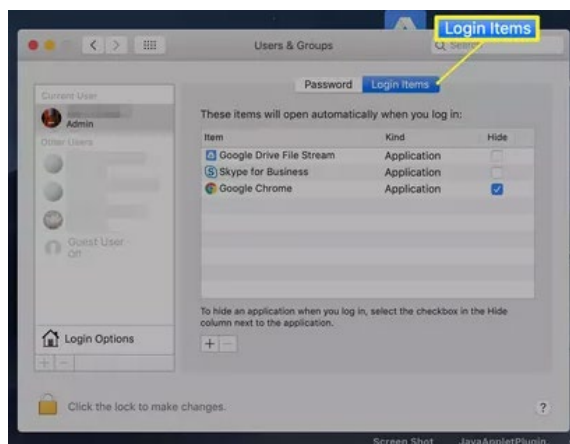 Login Items
Users & Groups
Search
Password Login Items
Current User
Admin
Other Users
Guest User
Off
Login Options
+ −
These items will open automatically when you log in:
Item Kind Hide
Google Drive File Stream Application
Skype for Business Application
Google Chrome Application
To hide an application when you log in, select the checkbox in the Hide
column next to the application.
+ −
Click the lock to make changes.
?
Screen Shot JavaAppletPlugin